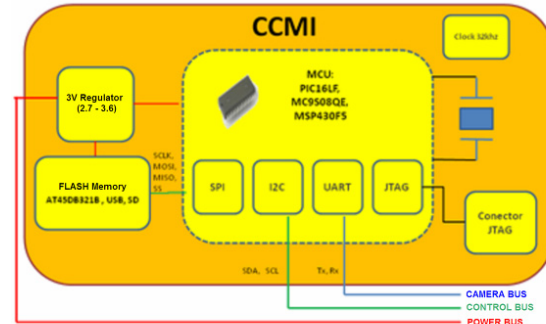 CCMI
Clock 32khz
MCU:
PIC16LF,
MC9S08QE,
MSP430F5
3V Regulator
(2.7 - 3.6)
SCLK,
MOSI,
MISO,
SS
FLASH Memory
AT45DB321B , USB, SD
SPI
I2C
UART
JTAG
Conector
JTAG
SDA, SCL
Tx, Rx
CAMERA BUS
CONTROL BUS
POWER BUS